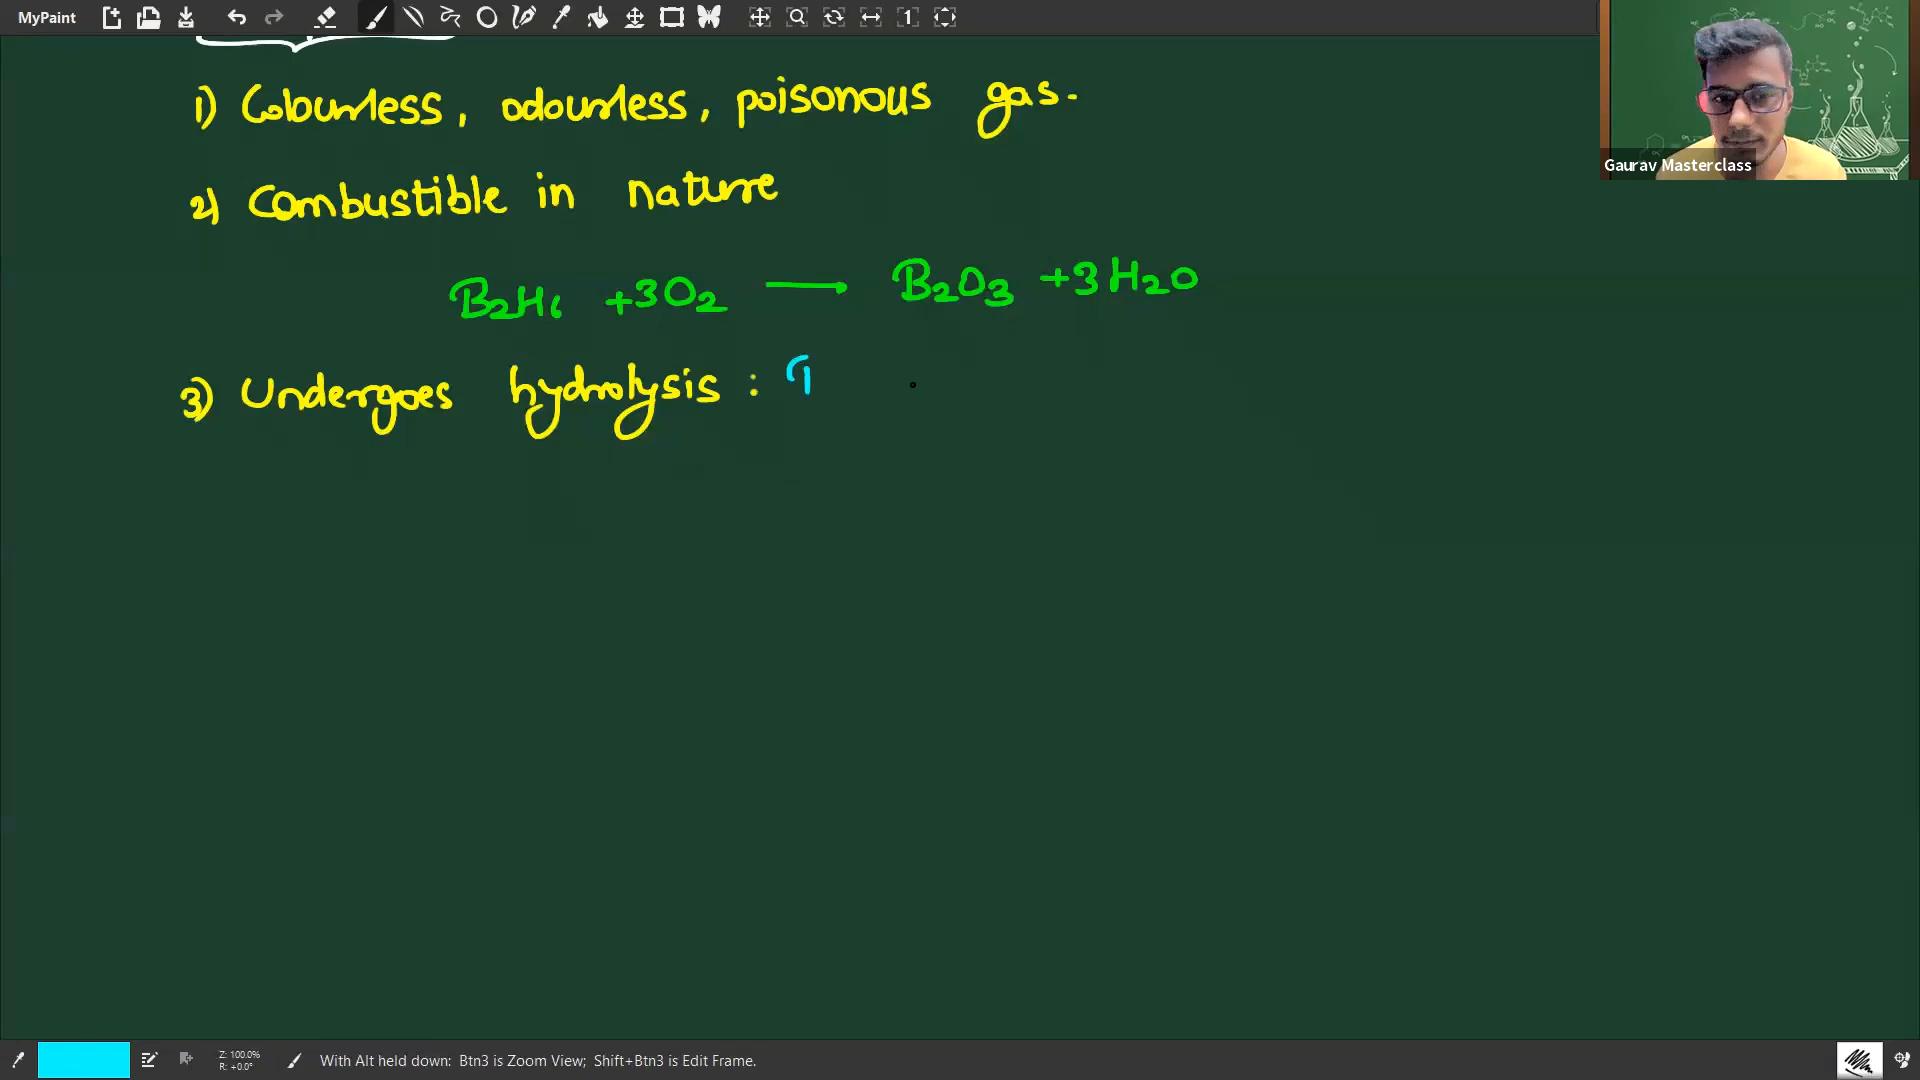 MyPaint
1) Colourless, odourless, poisonous gas.
Gaurav Masterclass
2) Combustible in nature
B2H6 +3O2 → B2O3 +3H2O
3) Undergoes hydrolysis :
Z: 100.0%
R: +0.0°
With Alt held down: Btn3 is Zoom View; Shift+Btn3 is Edit Frame.